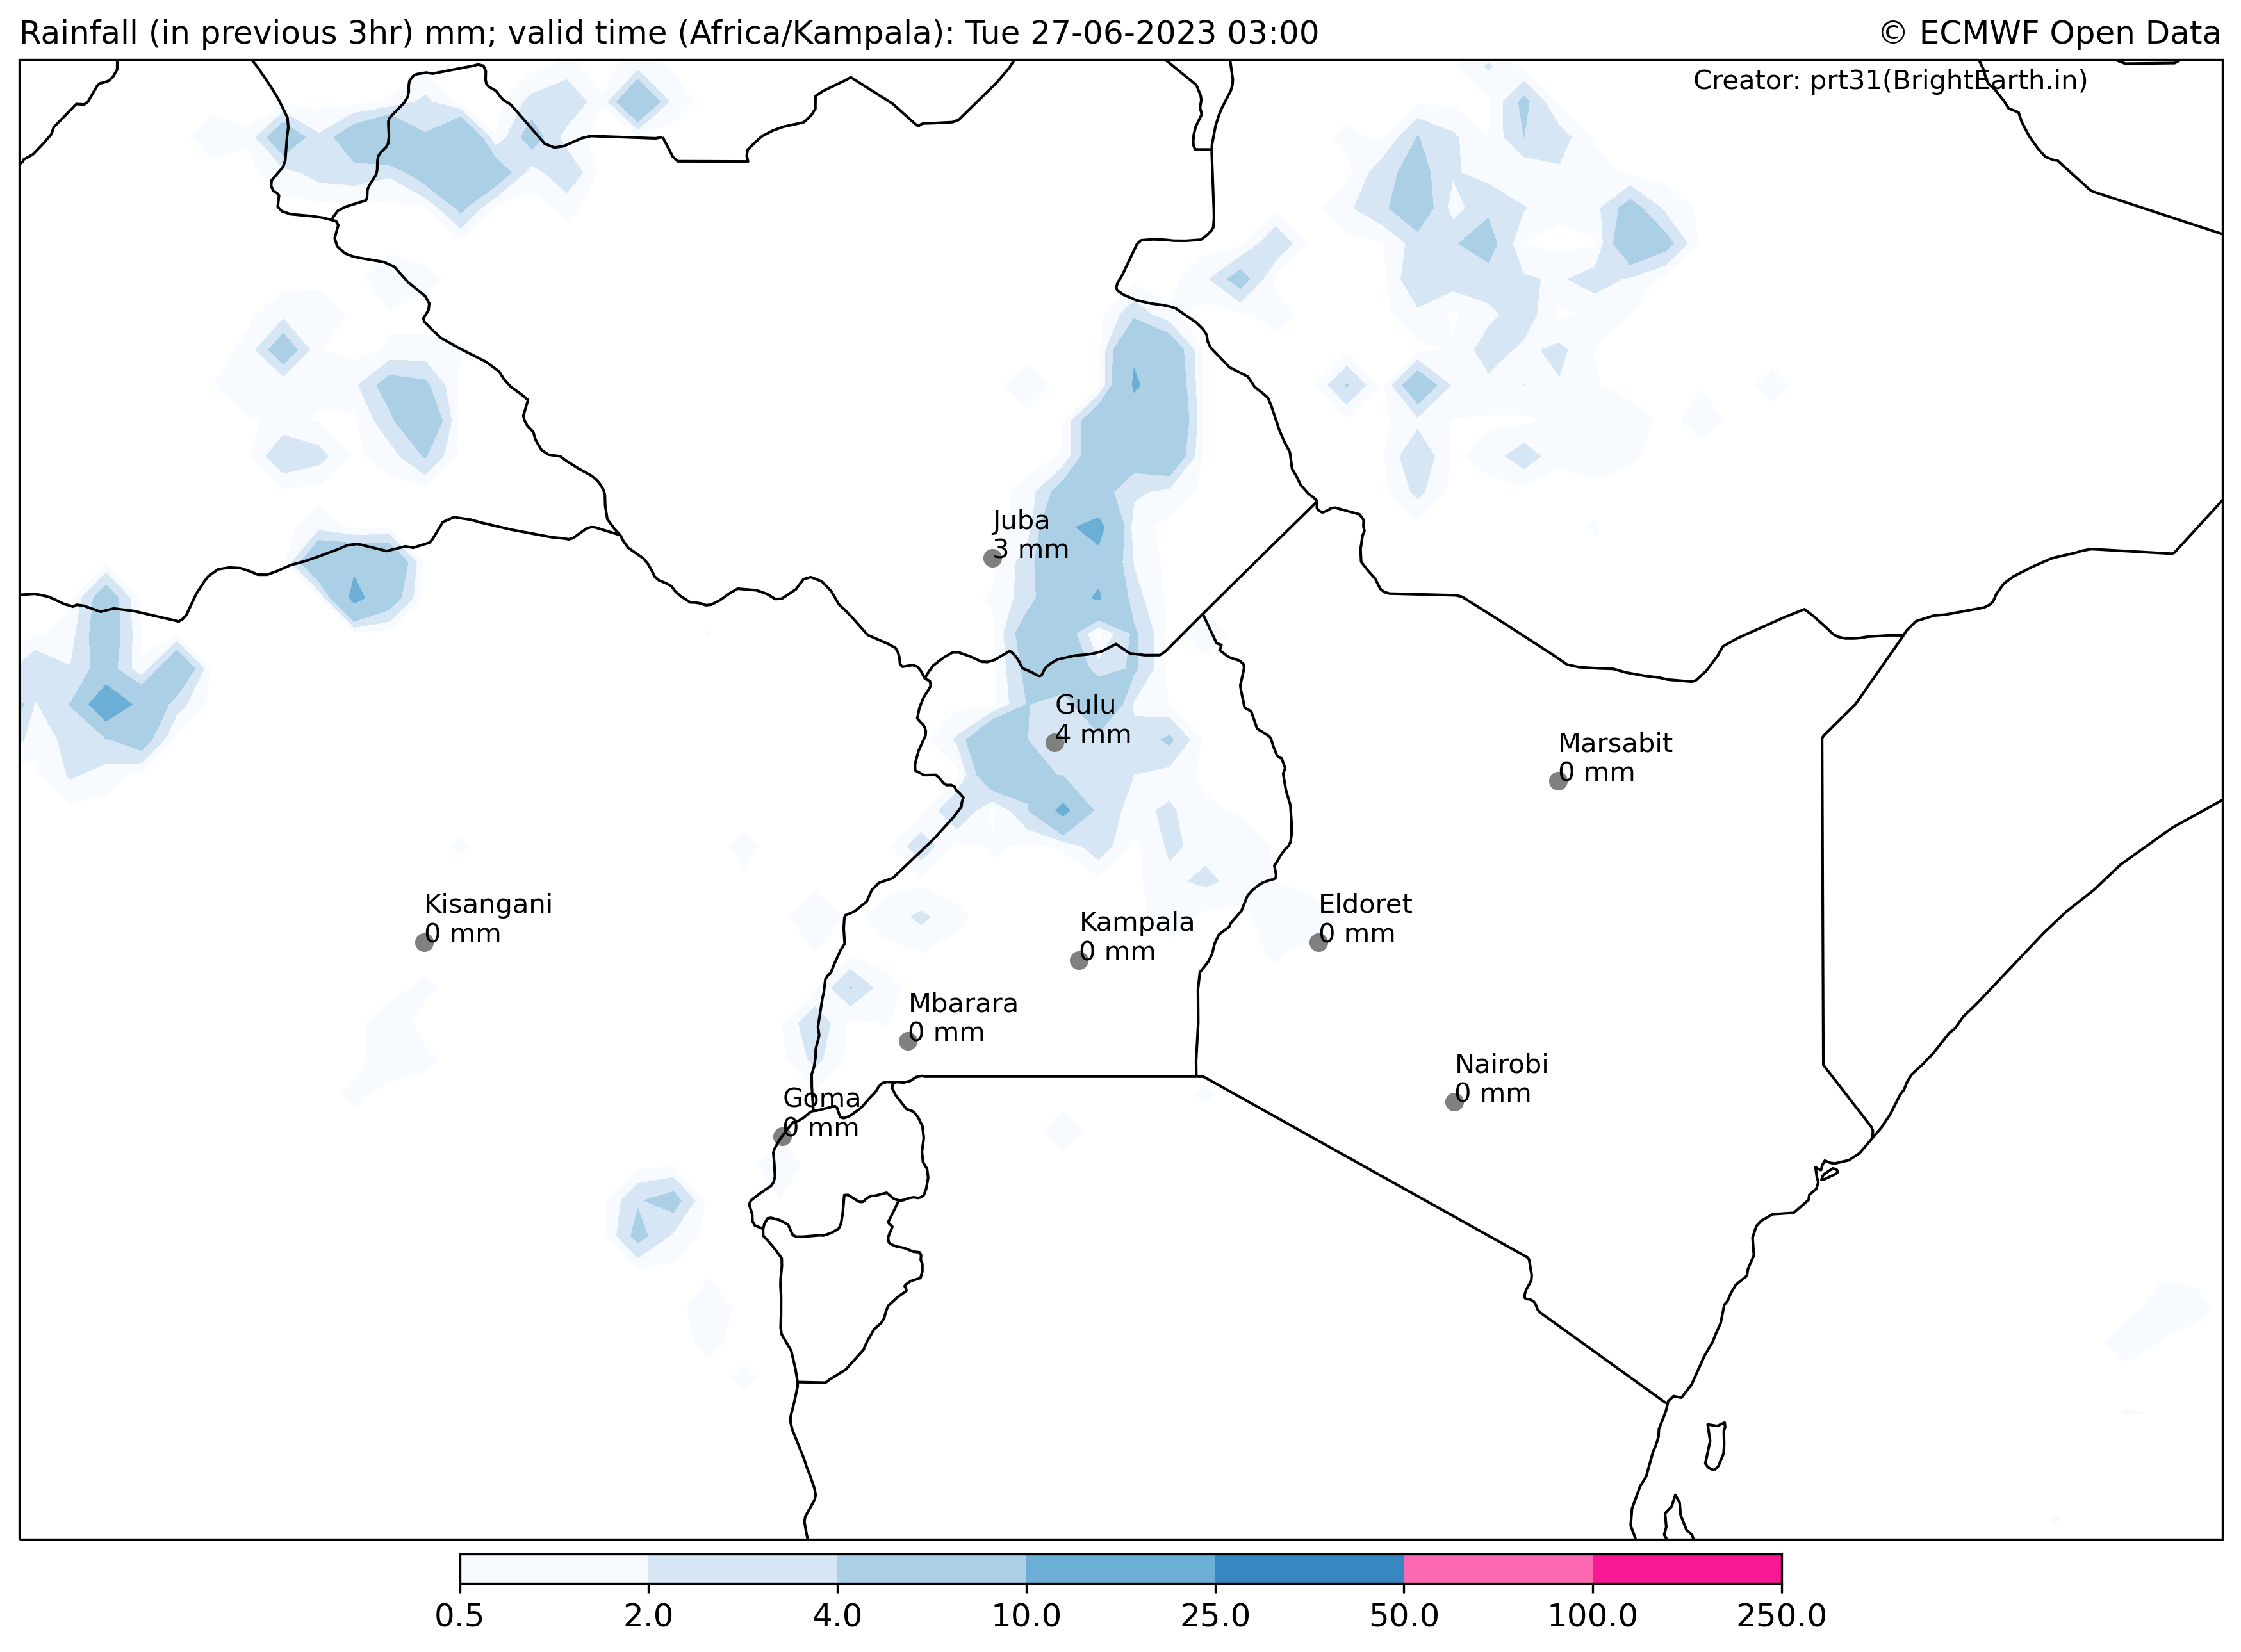 Rainfall (in previous 3hr) mm; valid time (Africa/Kampala): Tue 27-06-2023 03:00
© ECMWF Open Data
Creator: prt31(BrightEarth.in)
Juba
3 mm
Gulu
4 mm
Marsabit
0 mm
Kisangani
0 mm
Kampala
0 mm
Eldoret
0 mm
Mbarara
0 mm
Nairobi
0 mm
Goma
0 mm
0.5 2.0 4.0 10.0 25.0 50.0 100.0 250.0